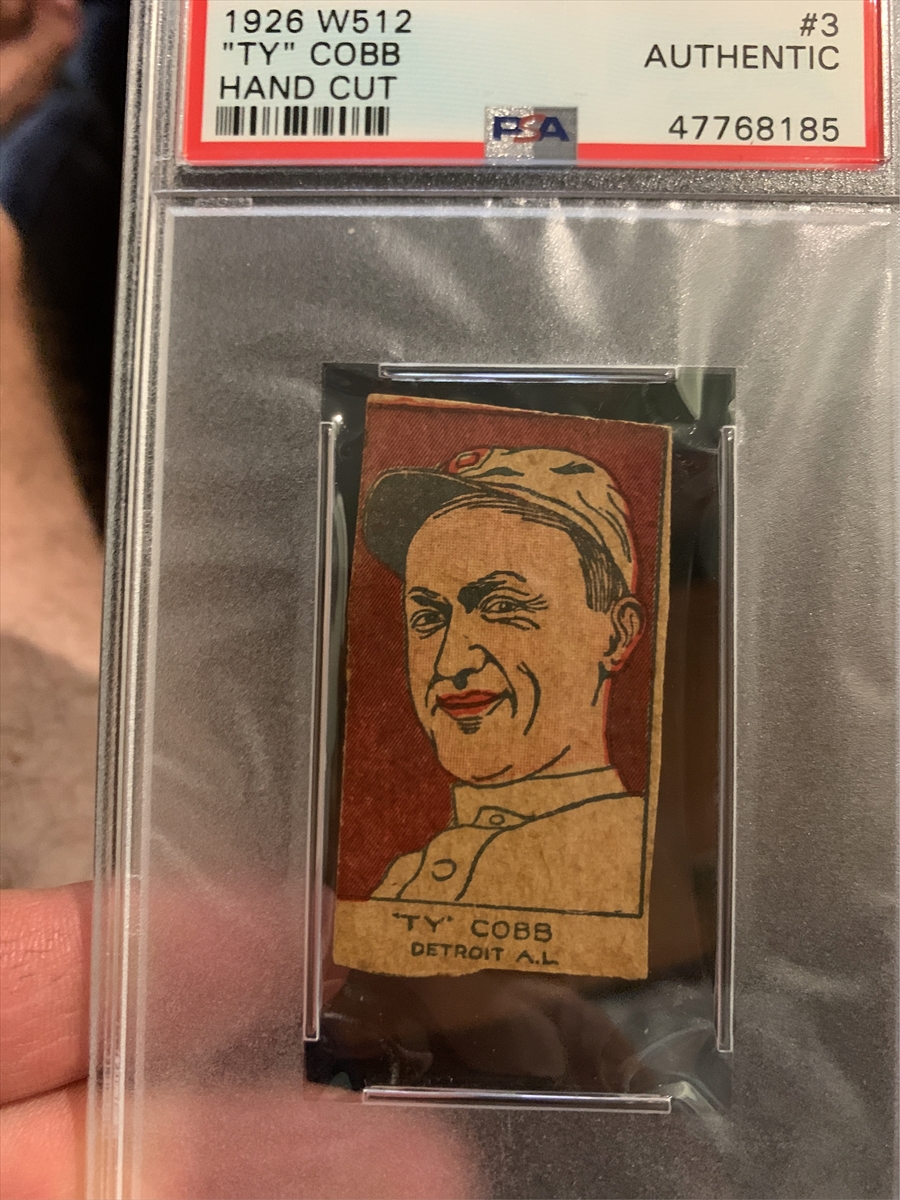 1926 W512
#3
"TY" COBB
AUTHENTIC
HAND CUT
PSA
47768185
"TY" COBB
DETROIT A.L.